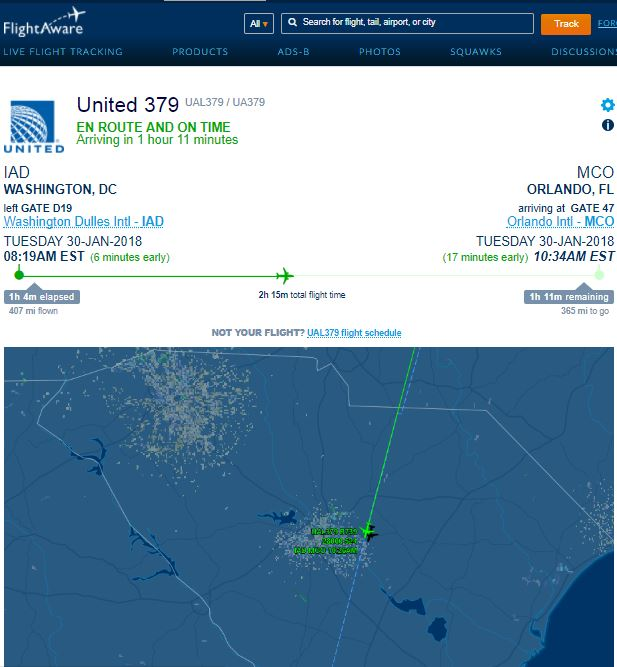 FlightAware
All ▾
Search for flight, tail, airport, or city
Track
FOR
LIVE FLIGHT TRACKING PRODUCTS ADS-B PHOTOS SQUAWKS DISCUSSIONS
United 379 UAL379 / UA379
EN ROUTE AND ON TIME
Arriving in 1 hour 11 minutes
UNITED
IAD
WASHINGTON, DC
left GATE D19
Washington Dulles Intl - IAD
TUESDAY 30-JAN-2018
08:19AM EST (6 minutes early)
MCO
ORLANDO, FL
arriving at GATE 47
Orlando Intl - MCO
TUESDAY 30-JAN-2018
(17 minutes early) 10:34AM EST
1h 4m elapsed
407 mi flown
2h 15m total flight time
1h 11m remaining
365 mi to go
NOT YOUR FLIGHT? UAL379 flight schedule